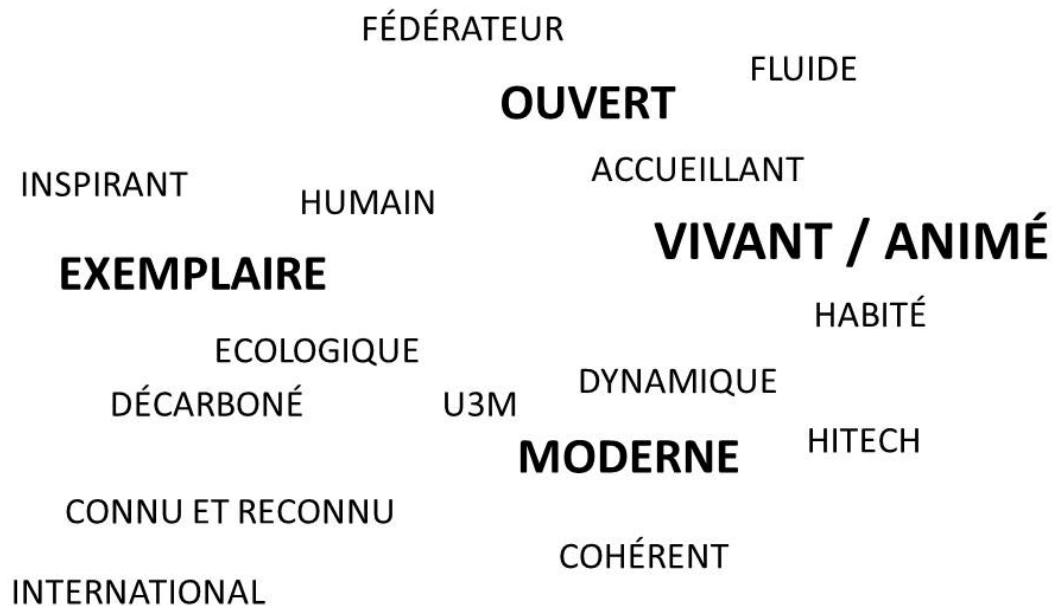 FÉDÉRATEUR
FLUIDE
OUVERT
ACCUEILLANT
INSPIRANT
HUMAIN
VIVANT / ANIMÉ
EXEMPLAIRE
HABITÉ
ECOLOGIQUE
DYNAMIQUE
DÉCARBONÉ
U3M
HITECH
MODERNE
CONNU ET RECONNU
COHÉRENT
INTERNATIONAL